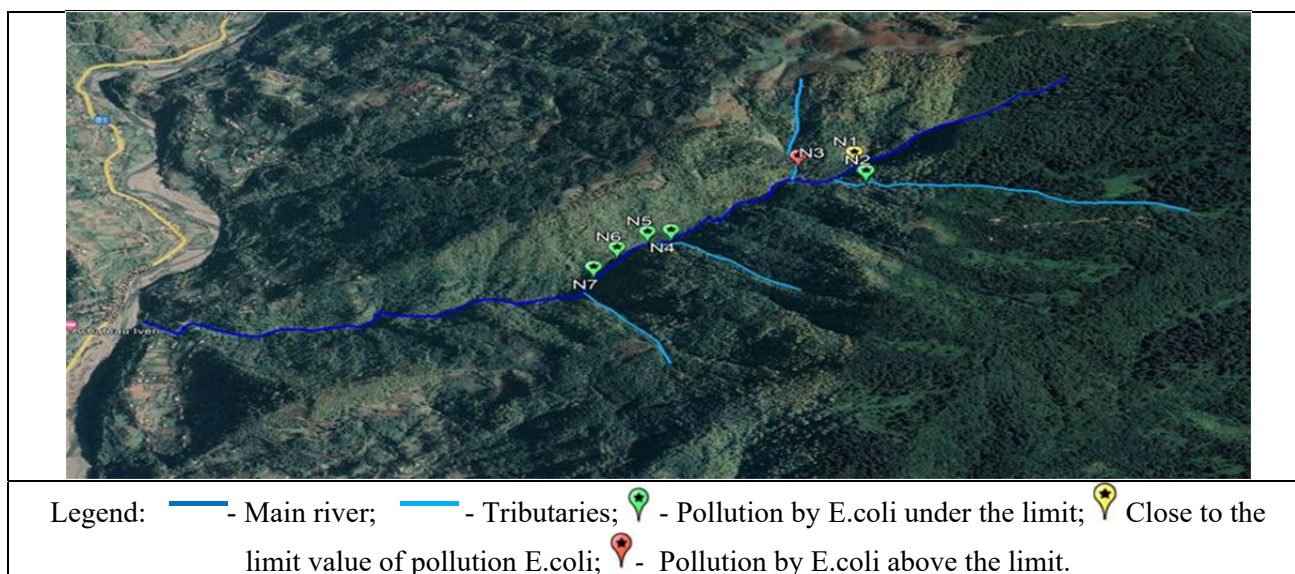 N1
N3
N2
N5
N4
N6
N7
Legend: - Main river; - Tributaries; - Pollution by E.coli under the limit; Close to the
limit value of pollution E.coli; - Pollution by E.coli above the limit.